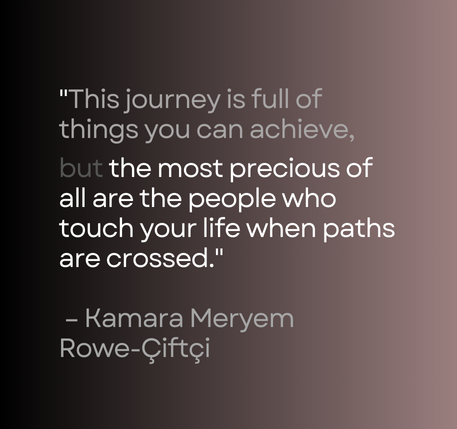 "This journey is full of
things you can achieve,
but the most precious of
all are the people who
touch your life when paths
are crossed."
– Kamara Meryem
Rowe-Çiftçi